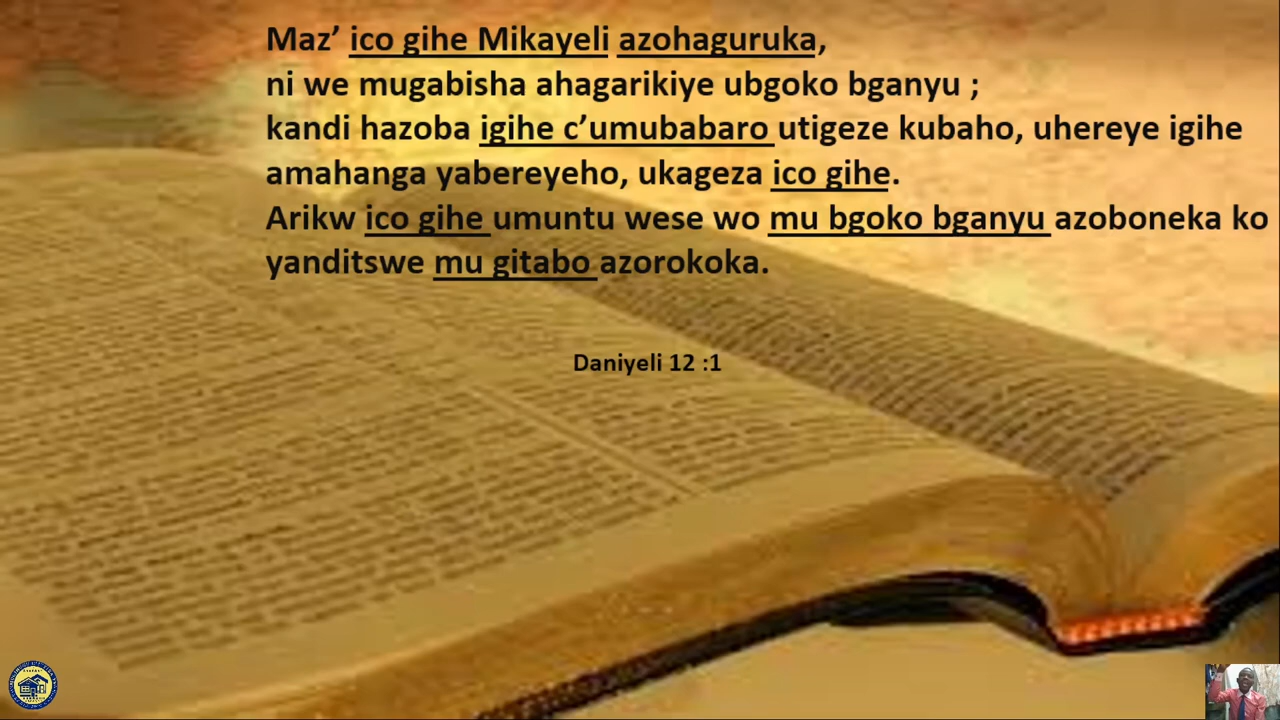 Maz’ ico gihe Mikayeli azohaguruka,
ni we mugabisha ahagarikiye ubgoko bganyu ;
kandi hazoba igihe c’umubabaro utigeze kubaho, uhereye igihe
amahanga yabereyeho, ukageza ico gihe.
Arikw ico gihe umuntu wese wo mu bgoko bganyu azoboneka ko
yanditswe mu gitabo azorokoka.
Daniyeli 12 :1